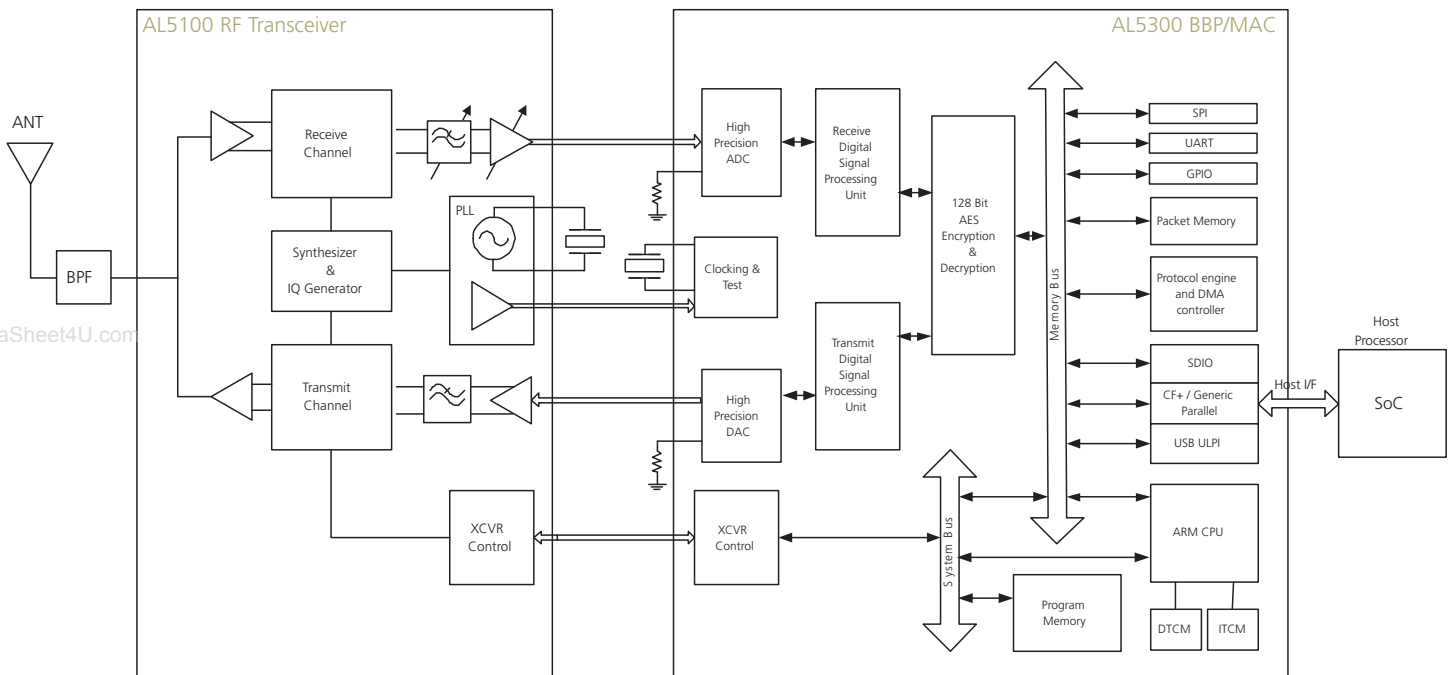 AL5100 RF Transceiver
AL5300 BBP/MAC
ANT
BPF
Receive
Channel
PLL
Synthesizer
&
IQ Generator
Transmit
Channel
XCVR
Control
High
Precision
ADC
Receive
Digital
Signal
Processing
Unit
Clocking &
Test
128 Bit
AES
Encryption
&
Decryption
High
Precision
DAC
Transmit
Digital
Signal
Processing
Unit
XCVR
Control
Memory Bus
System Bus
SPI
UART
GPIO
Packet Memory
Protocol engine
and DMA
controller
SDIO
CF+ / Generic
Parallel
USB ULPI
Host I/F
Host
Processor
SoC
ARM CPU
DTCM
ITCM
Program
Memory
aSheet4U.com